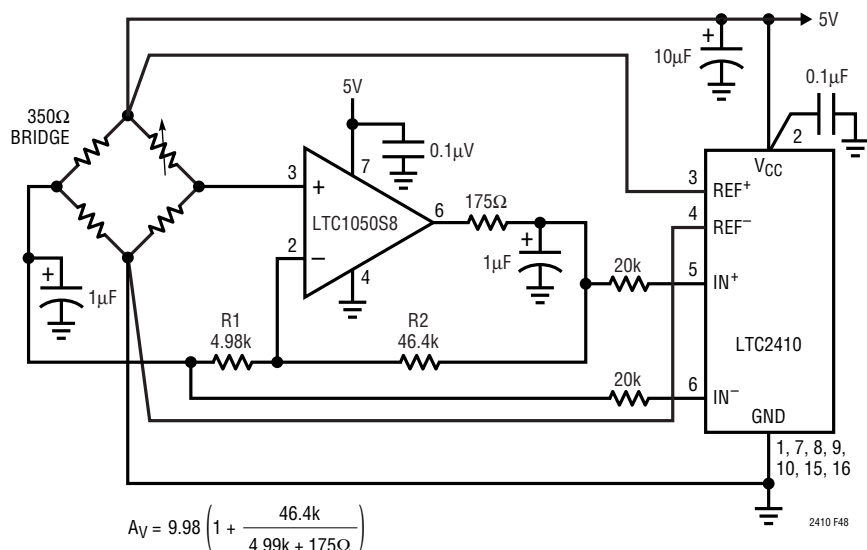 5V
+
10µF
0.1µF
2
350Ω
BRIDGE
5V
7
0.1µV
VCC
3
+
LTC1050S8
6
175Ω
3
REF+
4
REF−
2
−
4
+
1µF
+
1µF
20k
5
IN+
R1
4.98k
R2
46.4k
LTC2410
20k
6
IN−
GND
1, 7, 8, 9,
10, 15, 16
AV = 9.98 (1 + 46.4k / 4.99k + 175Ω)
2410 F48